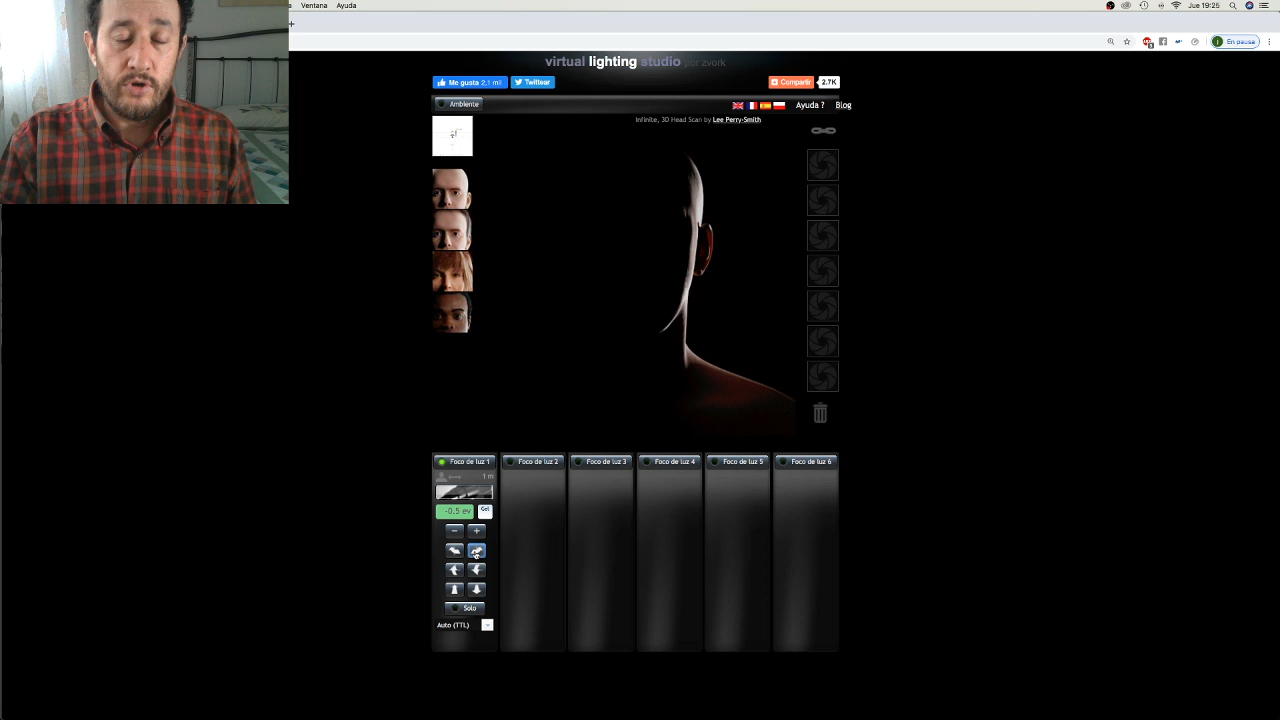 Ventana Ayuda
Jue 19:25
En pausa
virtual lighting studio por zvork
Me gusta 2,1 mil
Twittear
Compartir
2.7K
Ambiente
Ayuda ?
Blog
Infinite, 3D Head Scan by Lee Perry-Smith
Foco de luz 1
Foco de luz 2
Foco de luz 3
Foco de luz 4
Foco de luz 5
Foco de luz 6
1 m
-0.5 ev
Gel
Solo
Auto (TTL)